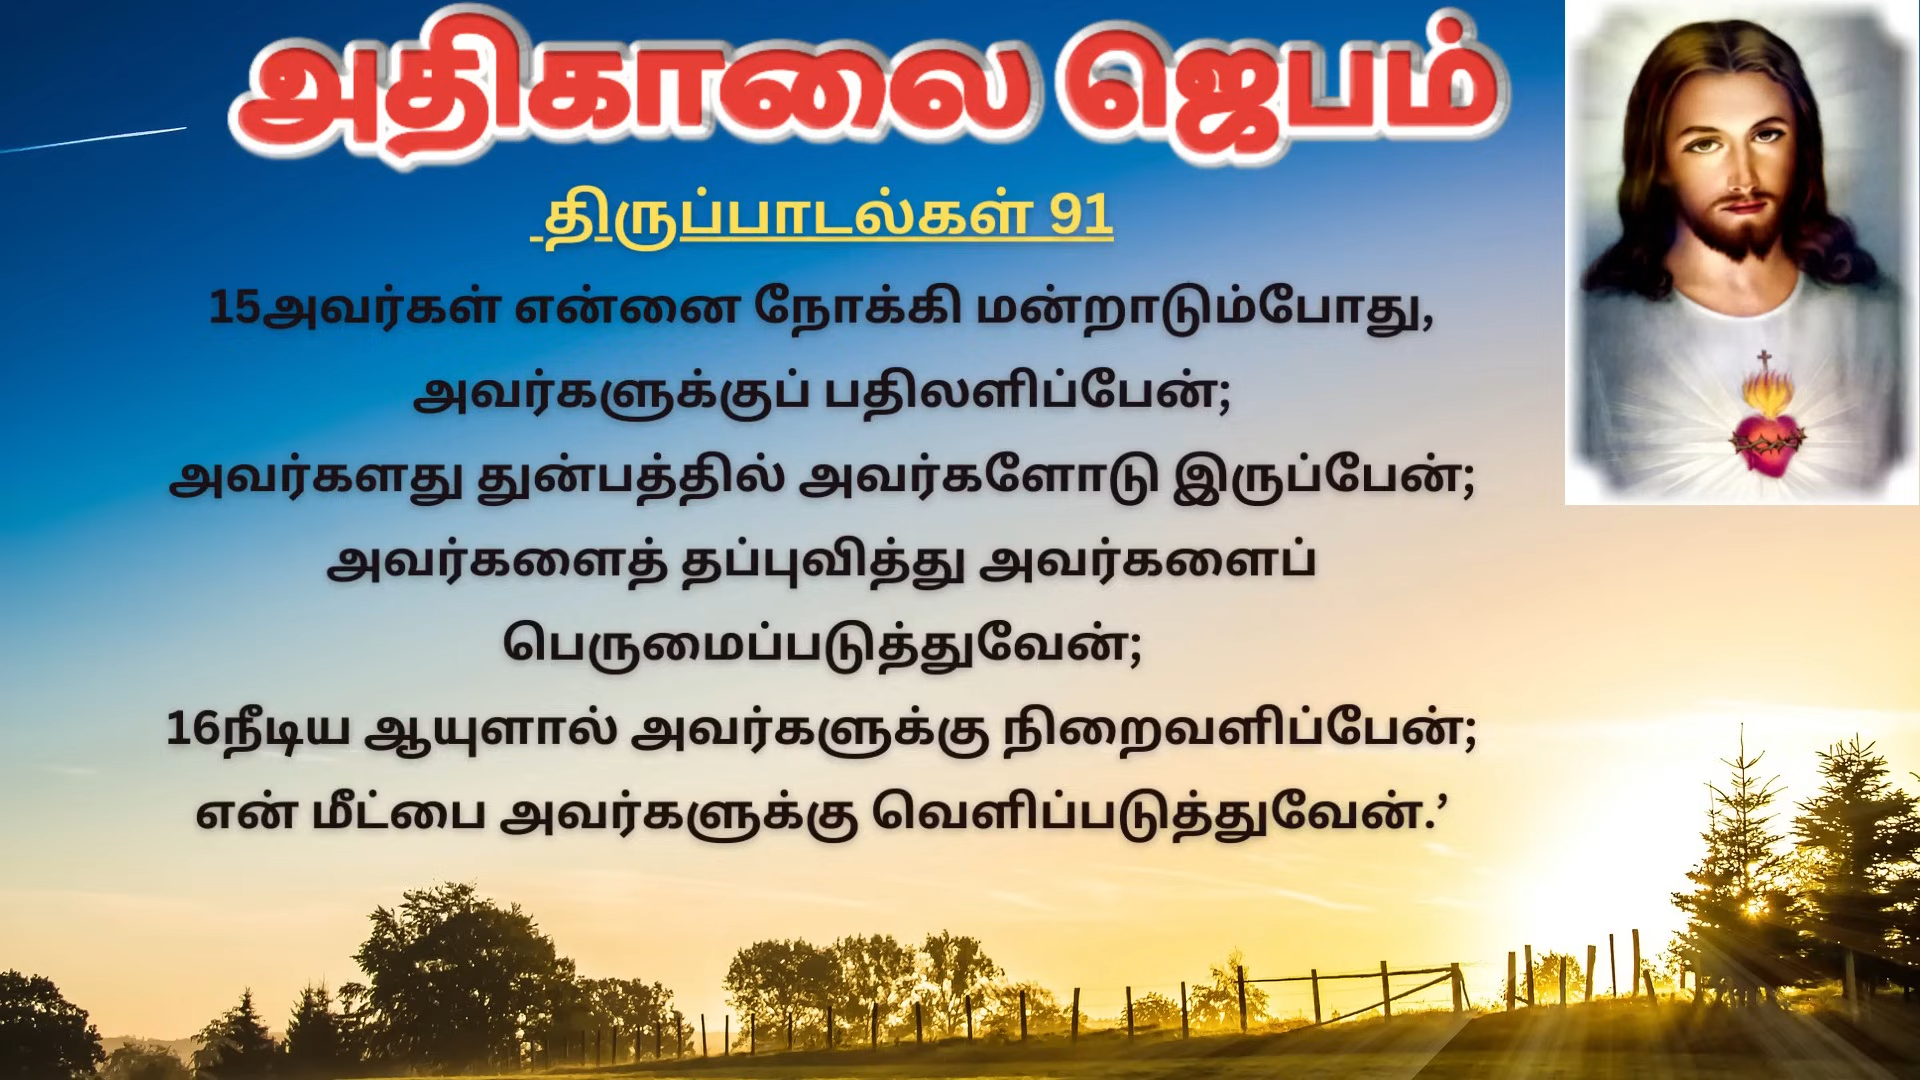 அதிகாலை ஜெபம்
திருப்பாடல்கள் 91
15அவர்கள் என்னை நோக்கி மன்றாடும்போது,
அவர்களுக்குப் பதிலளிப்பேன்;
அவர்களது துன்பத்தில் அவர்களோடு இருப்பேன்;
அவர்களைத் தப்புவித்து அவர்களைப்
பெருமைப்படுத்துவேன்;
16நீடிய ஆயுளால் அவர்களுக்கு நிறைவளிப்பேன்;
என் மீட்பை அவர்களுக்கு வெளிப்படுத்துவேன்.’